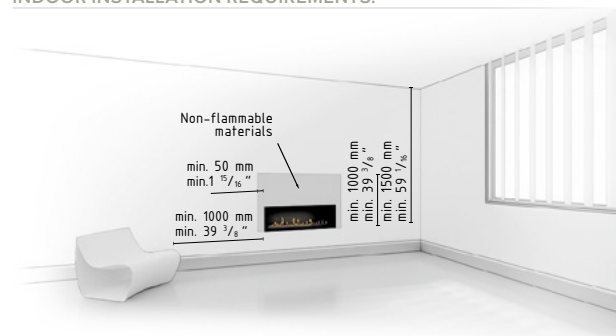 INDOOR INSTALLATION REQUIREMENTS:
Non-flammable
materials
min. 50 mm
min.1 15/16 “
min. 1000 mm
min. 39 3/8 “
min. 1000 mm
min. 39 3/8 “
min. 1500 mm
min. 59 1/16 “